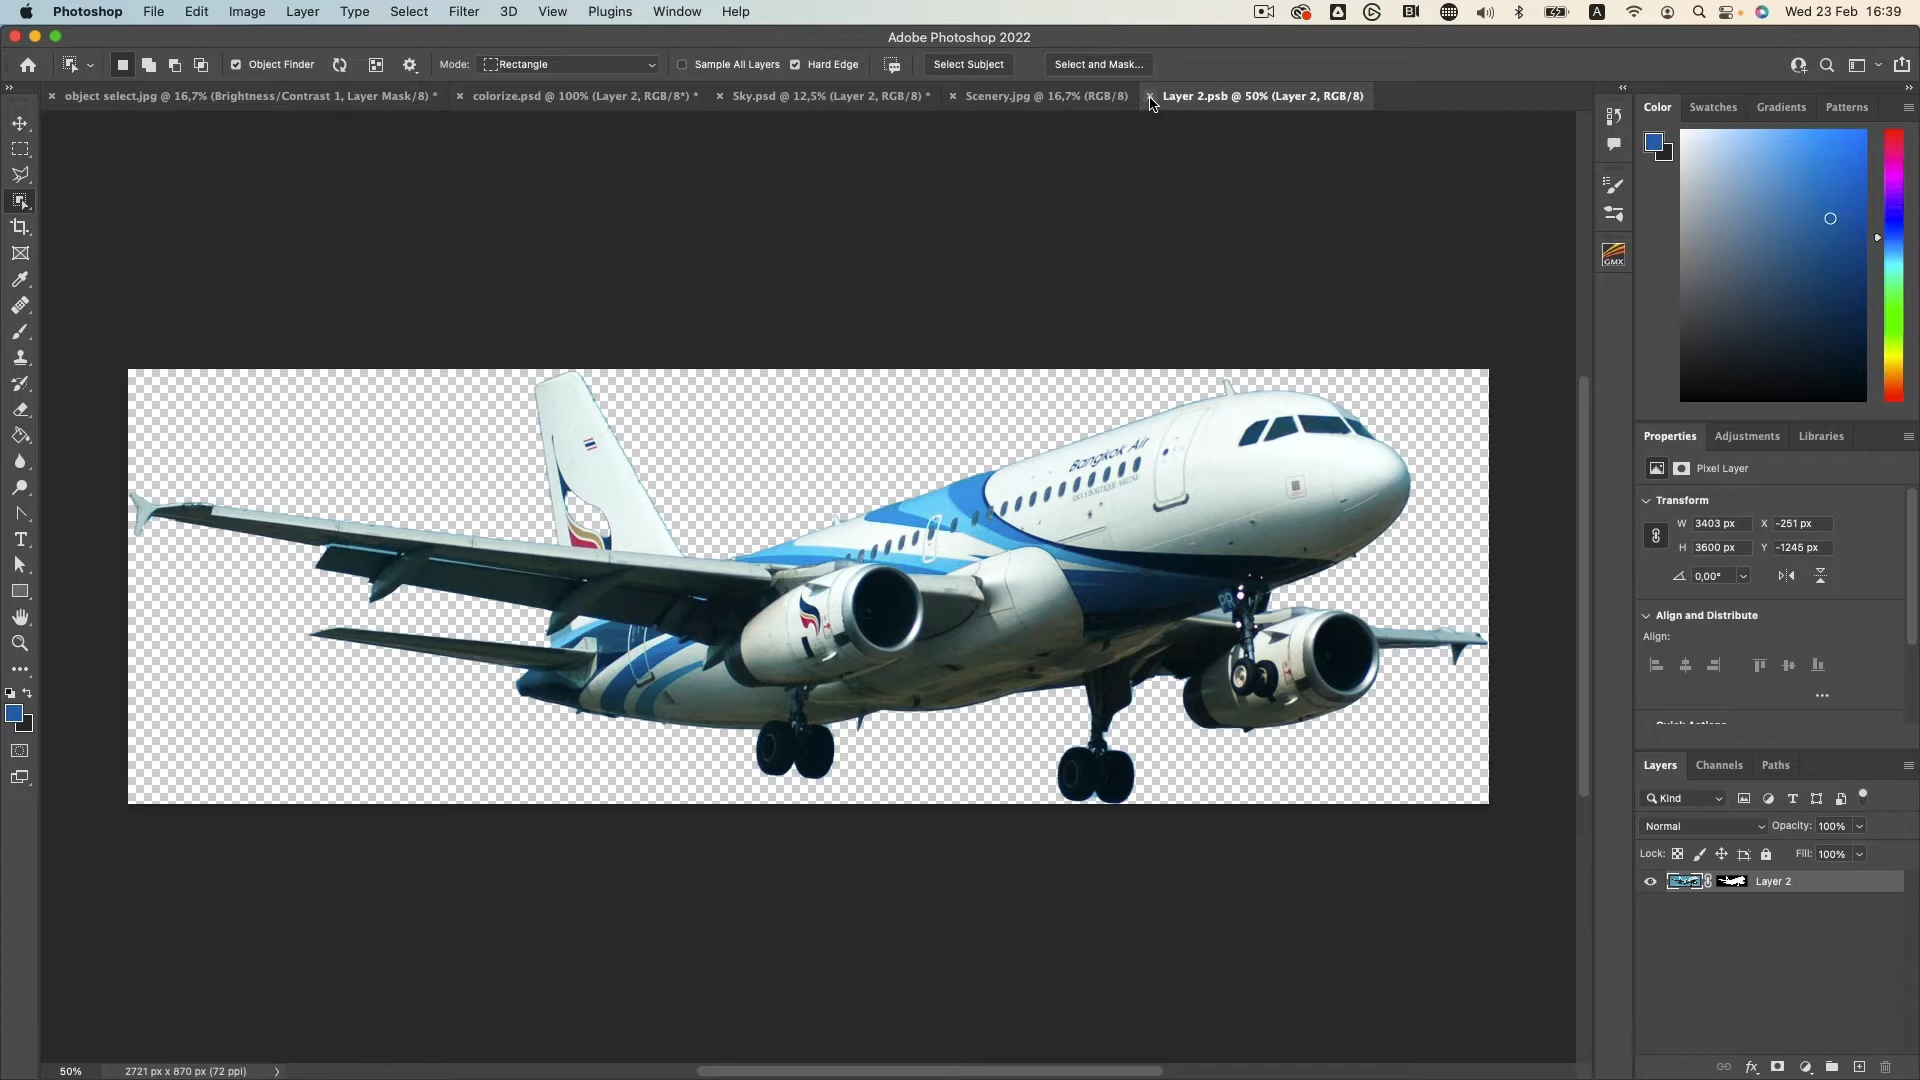 Photoshop File Edit Image Layer Type Select Filter 3D View Plugins Window Help Wed 23 Feb 16:39
Adobe Photoshop 2022
Object Finder Mode: Rectangle Sample All Layers Hard Edge Select Subject Select and Mask...
object select.jpg @ 16,7% (Brightness/Contrast 1, Layer Mask/8) * colorize.psd @ 100% (Layer 2, RGB/8*) * Sky.psd @ 12,5% (Layer 2, RGB/8) * Scenery.jpg @ 16,7% (RGB/8) Layer 2.psb @ 50% (Layer 2, RGB/8)
Color Swatches Gradients Patterns
GMX
Bangkok Air
ASIA'S BOUTIQUE AIRLINE
PR
Properties Adjustments Libraries
Pixel Layer
Transform
W 3403 px X -251 px
H 3600 px Y -1245 px
0,00°
Align and Distribute
Align:
Quick Actions
Layers Channels Paths
Kind
Normal Opacity: 100%
Lock: Fill: 100%
Layer 2
50% 2721 px x 870 px (72 ppi)